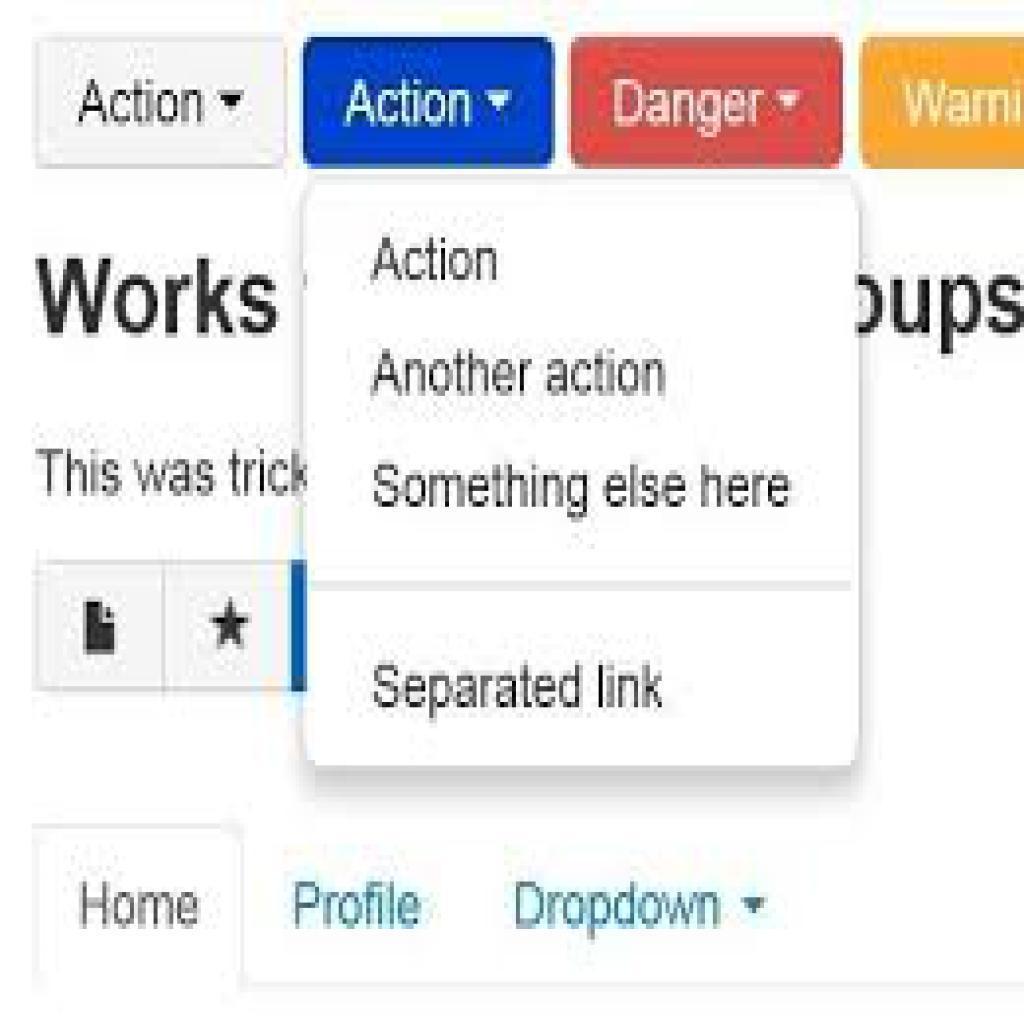 Action Action Danger Warni
Action
Works oups
Another action
This was trick
Something else here
Separated link
Home Profile Dropdown